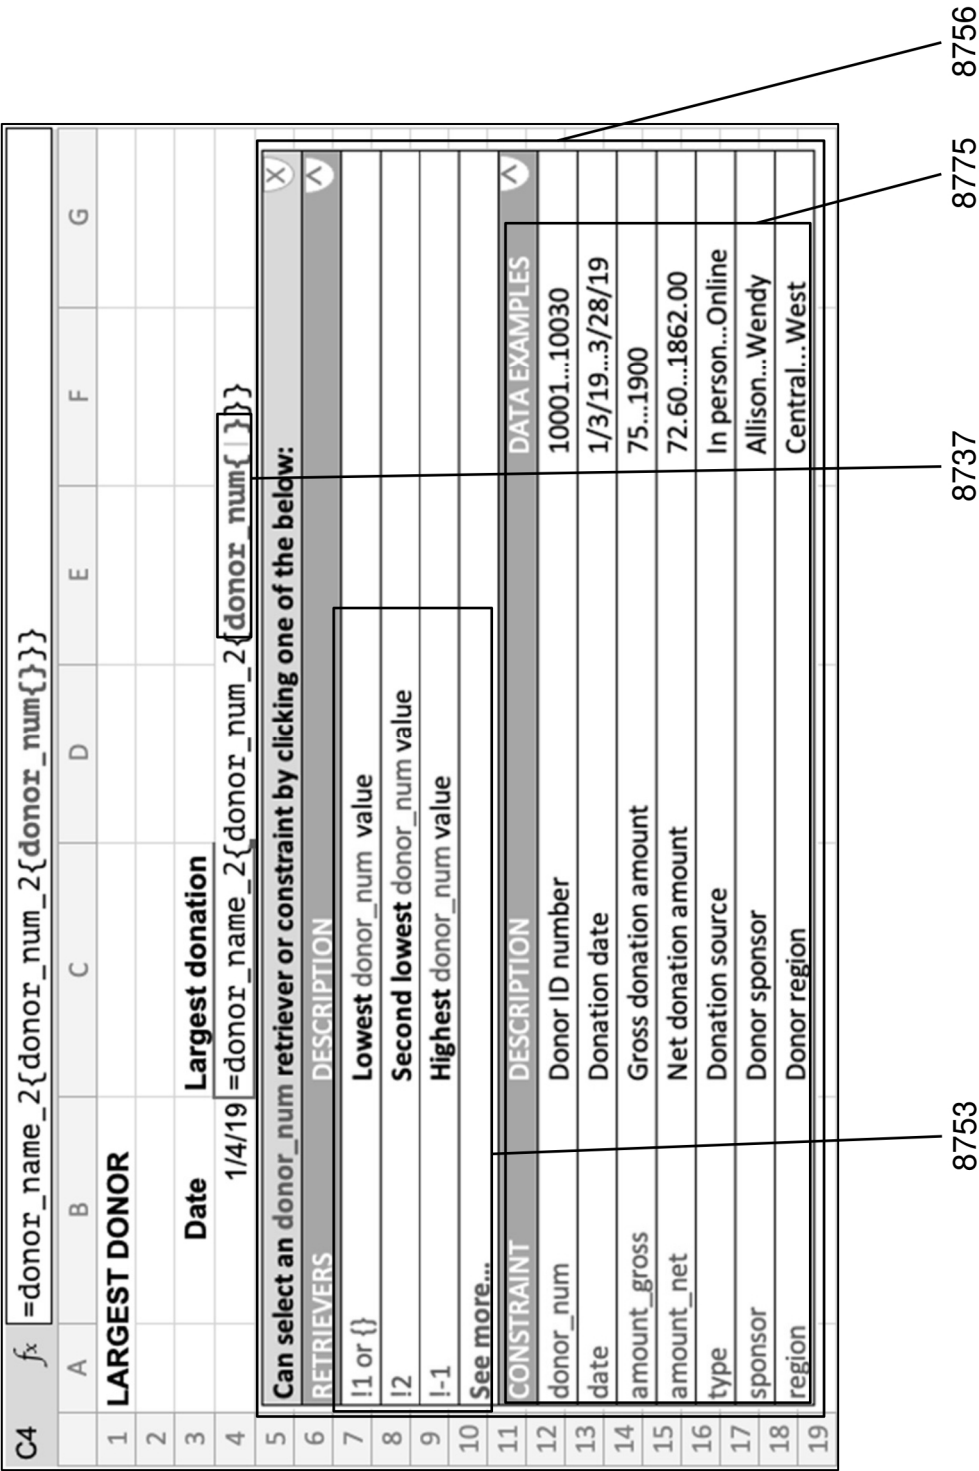 C4 fx =donor_name_2{donor_num_2{donor_num{}}}
A B C D E F G
1 LARGEST DONOR
2
3 Date Largest donation
4 1/4/19 =donor_name_2{donor_num_2{donor_num{ | }}}
5 Can select an donor_num retriever or constraint by clicking one of the below: X
6 RETRIEVERS DESCRIPTION ^
7 !1 or {} Lowest donor_num value
8 !2 Second lowest donor_num value
9 !-1 Highest donor_num value
10 See more...
11 CONSTRAINT DESCRIPTION DATA EXAMPLES ^
12 donor_num Donor ID number 10001...10030
13 date Donation date 1/3/19...3/28/19
14 amount_gross Gross donation amount 75...1900
15 amount_net Net donation amount 72.60...1862.00
16 type Donation source In person...Online
17 sponsor Donor sponsor Allison...Wendy
18 region Donor region Central...West
19
8753 8737 8775 8756